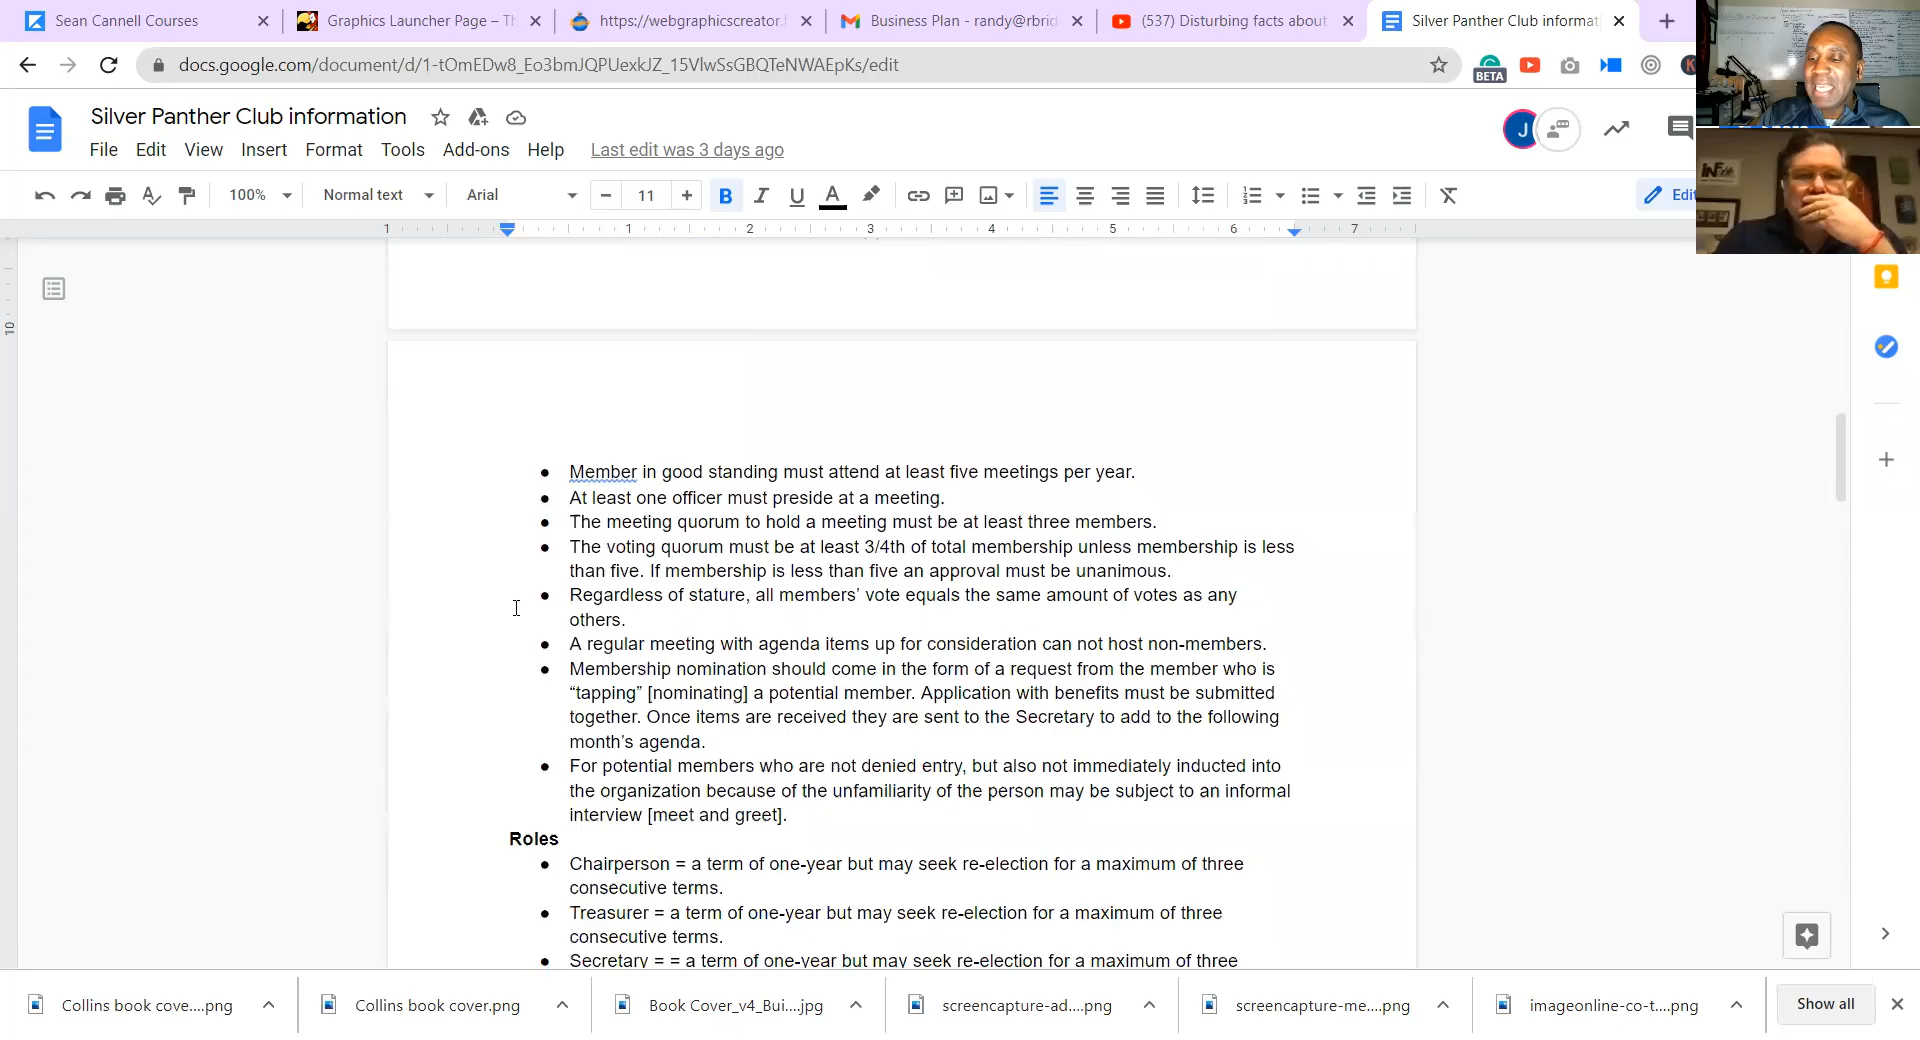 Sean Cannell Courses
Graphics Launcher Page – Th
https://webgraphicscreator.f
Business Plan - randy@rbrid
(537) Disturbing facts about
Silver Panther Club informat
docs.google.com/document/d/1-tOmEDw8_Eo3bmJQPUexkJZ_15VlwSsGBQTeNWAEpKs/edit
BETA
K
Silver Panther Club information
File Edit View Insert Format Tools Add-ons Help Last edit was 3 days ago
J
100% Normal text Arial 11 B I U A Edit
1 1 2 3 4 5 6 7
10
● Member in good standing must attend at least five meetings per year.
● At least one officer must preside at a meeting.
● The meeting quorum to hold a meeting must be at least three members.
● The voting quorum must be at least 3/4th of total membership unless membership is less
than five. If membership is less than five an approval must be unanimous.
● Regardless of stature, all members’ vote equals the same amount of votes as any
others.
● A regular meeting with agenda items up for consideration can not host non-members.
● Membership nomination should come in the form of a request from the member who is
“tapping” [nominating] a potential member. Application with benefits must be submitted
together. Once items are received they are sent to the Secretary to add to the following
month’s agenda.
● For potential members who are not denied entry, but also not immediately inducted into
the organization because of the unfamiliarity of the person may be subject to an informal
interview [meet and greet].
Roles
● Chairperson = a term of one-year but may seek re-election for a maximum of three
consecutive terms.
● Treasurer = a term of one-year but may seek re-election for a maximum of three
consecutive terms.
● Secretary = = a term of one-year but may seek re-election for a maximum of three
Collins book cove....png
Collins book cover.png
Book Cover_v4_Bui....jpg
screencapture-ad....png
screencapture-me....png
imageonline-co-t....png
Show all